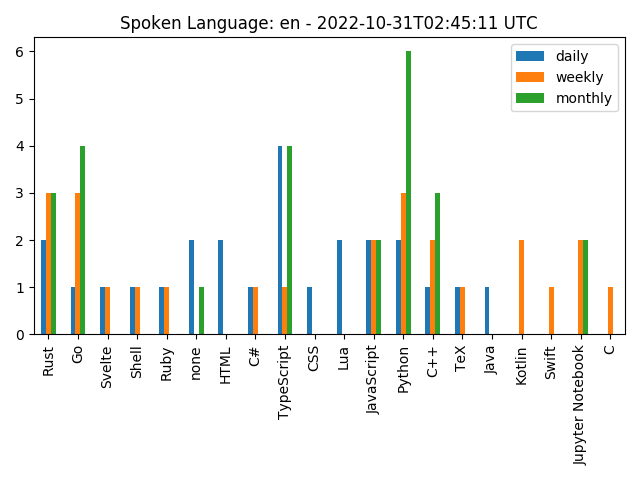 Spoken Language: en - 2022-10-31T02:45:11 UTC
daily
weekly
monthly
6
5
4
3
2
1
0
Rust
Go
Svelte
Shell
Ruby
none
HTML
C#
TypeScript
CSS
Lua
JavaScript
Python
C++
TeX
Java
Kotlin
Swift
Jupyter Notebook
C